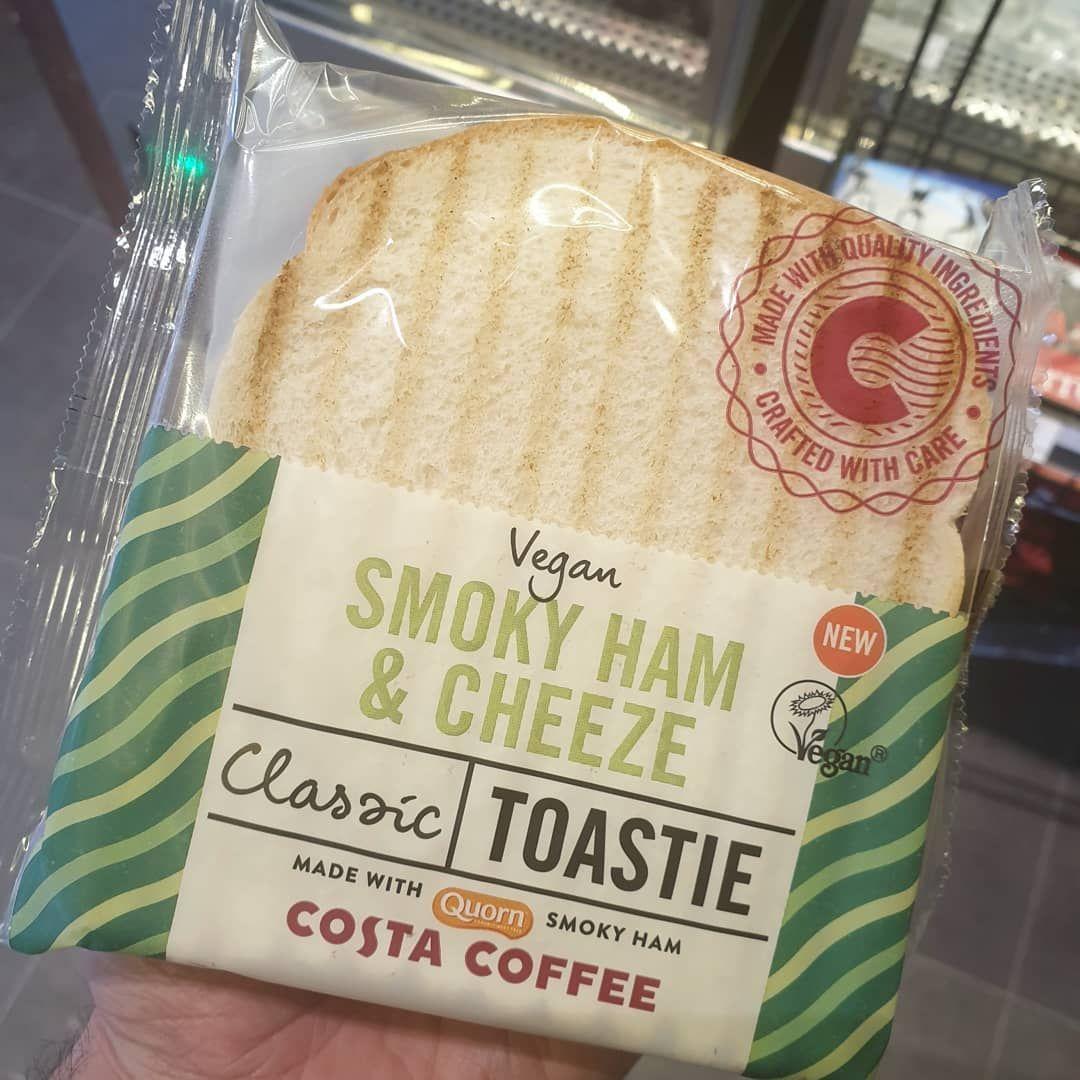 MADE WITH QUALITY INGREDIENTS
C
CRAFTED WITH CARE
Vegan
SMOKY HAM
& CHEEZE
NEW
Vegan®
Classic TOASTIE
MADE WITH Quorn SMOKY HAM
COSTA COFFEE